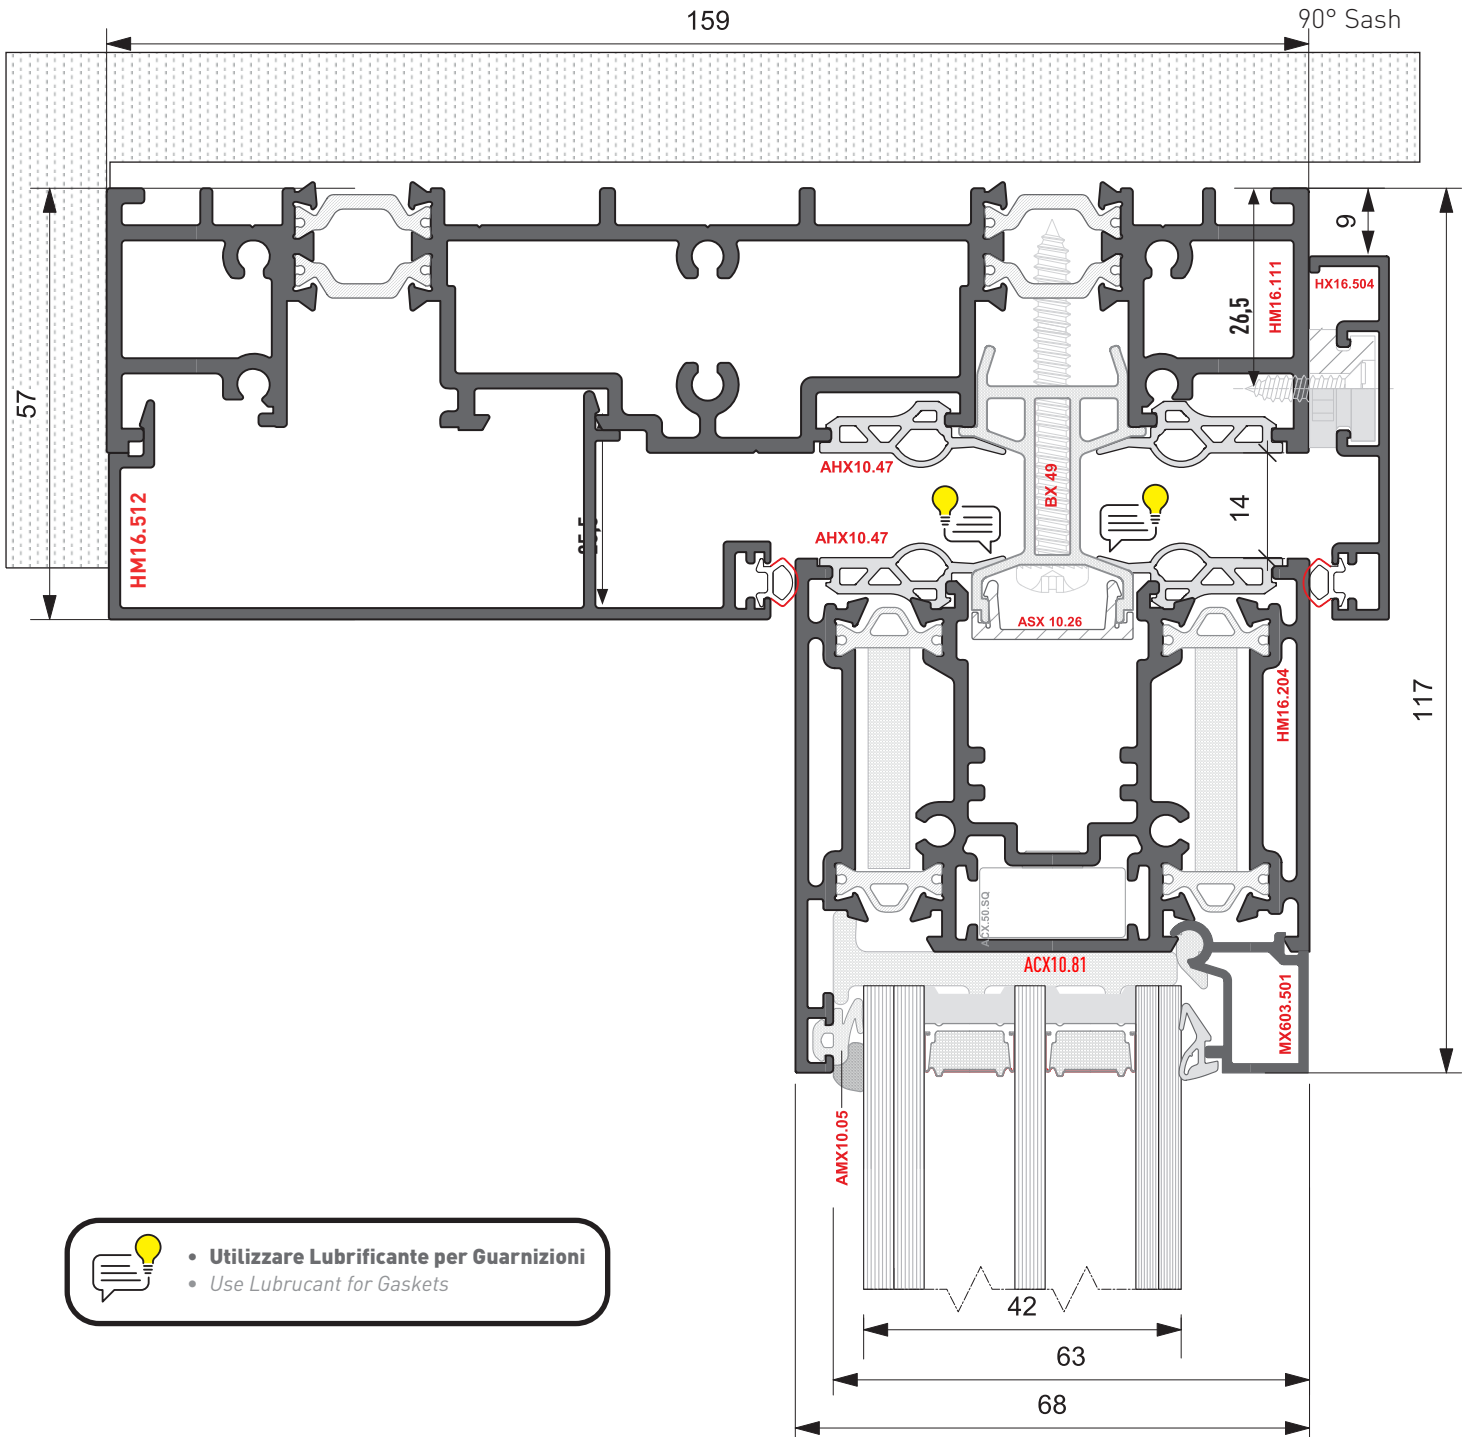 159
90° Sash
9
57
26,5
HM16.111
HX16.504
AHX10.47
BX 49
HM16.512
14
AHX10.47
ASX 10.26
HM16.204
117
ACX.50.SQ
ACX10.81
MX603.501
AMX10.05
• Utilizzare Lubrificante per Guarnizioni
• Use Lubrucant for Gaskets
42
63
68